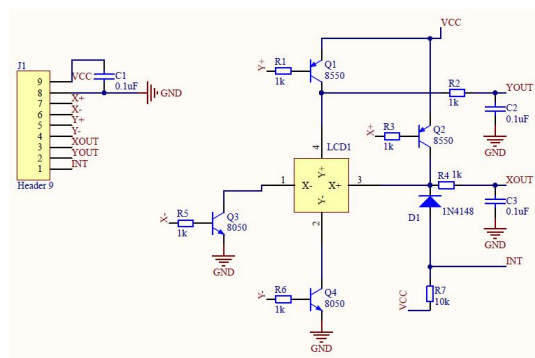 J1
9 VCC
8
7 X+
6 X-
5 Y+
4 Y-
3 XOUT
2 YOUT
1 INT
Header 9
C1
0.1uF
GND
VCC
Y+ R1
1k
Q1
8550
R2
1k
YOUT
C2
0.1uF
GND
X+ R3
1k
Q2
8550
LCD1
4
Y+
1 X- X+ 3
Y-
2
R4 1k
XOUT
C3
0.1uF
GND
D1
1N4148
INT
VCC
R7
10k
X- R5
1k
Q3
8050
GND
Y- R6
1k
Q4
8050
GND